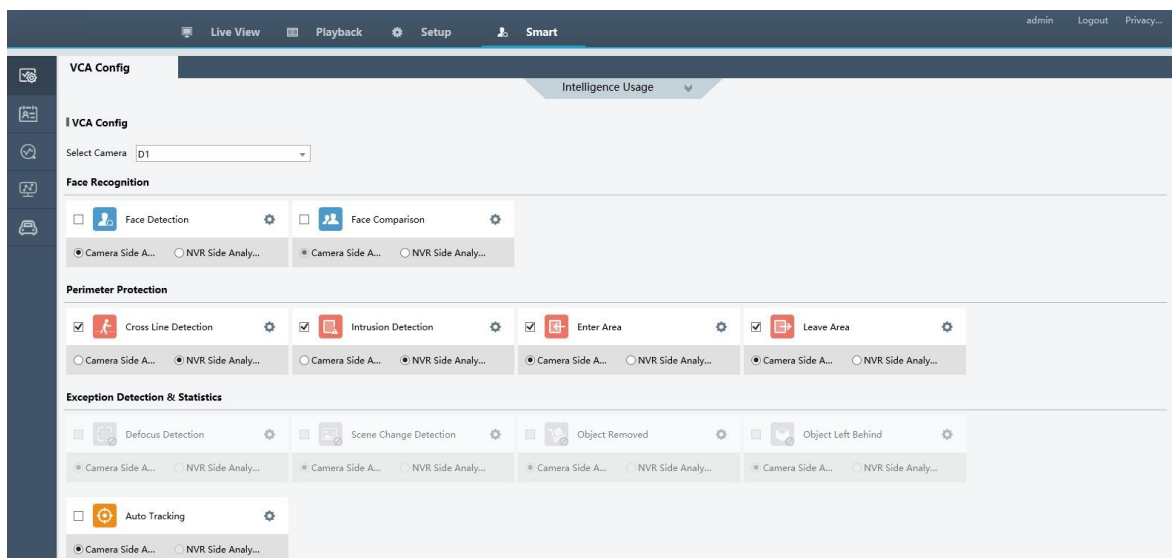 admin Logout Privacy...
Live View Playback Setup Smart
VCA Config
Intelligence Usage
VCA Config
Select Camera D1
Face Recognition
Face Detection Face Comparison
Camera Side A... NVR Side Analy... Camera Side A... NVR Side Analy...
Perimeter Protection
Cross Line Detection Intrusion Detection Enter Area Leave Area
Camera Side A... NVR Side Analy... Camera Side A... NVR Side Analy... Camera Side A... NVR Side Analy... Camera Side A... NVR Side Analy...
Exception Detection & Statistics
Defocus Detection Scene Change Detection Object Removed Object Left Behind
Camera Side A... NVR Side Analy... Camera Side A... NVR Side Analy... Camera Side A... NVR Side Analy... Camera Side A... NVR Side Analy...
Auto Tracking
Camera Side A... NVR Side Analy...